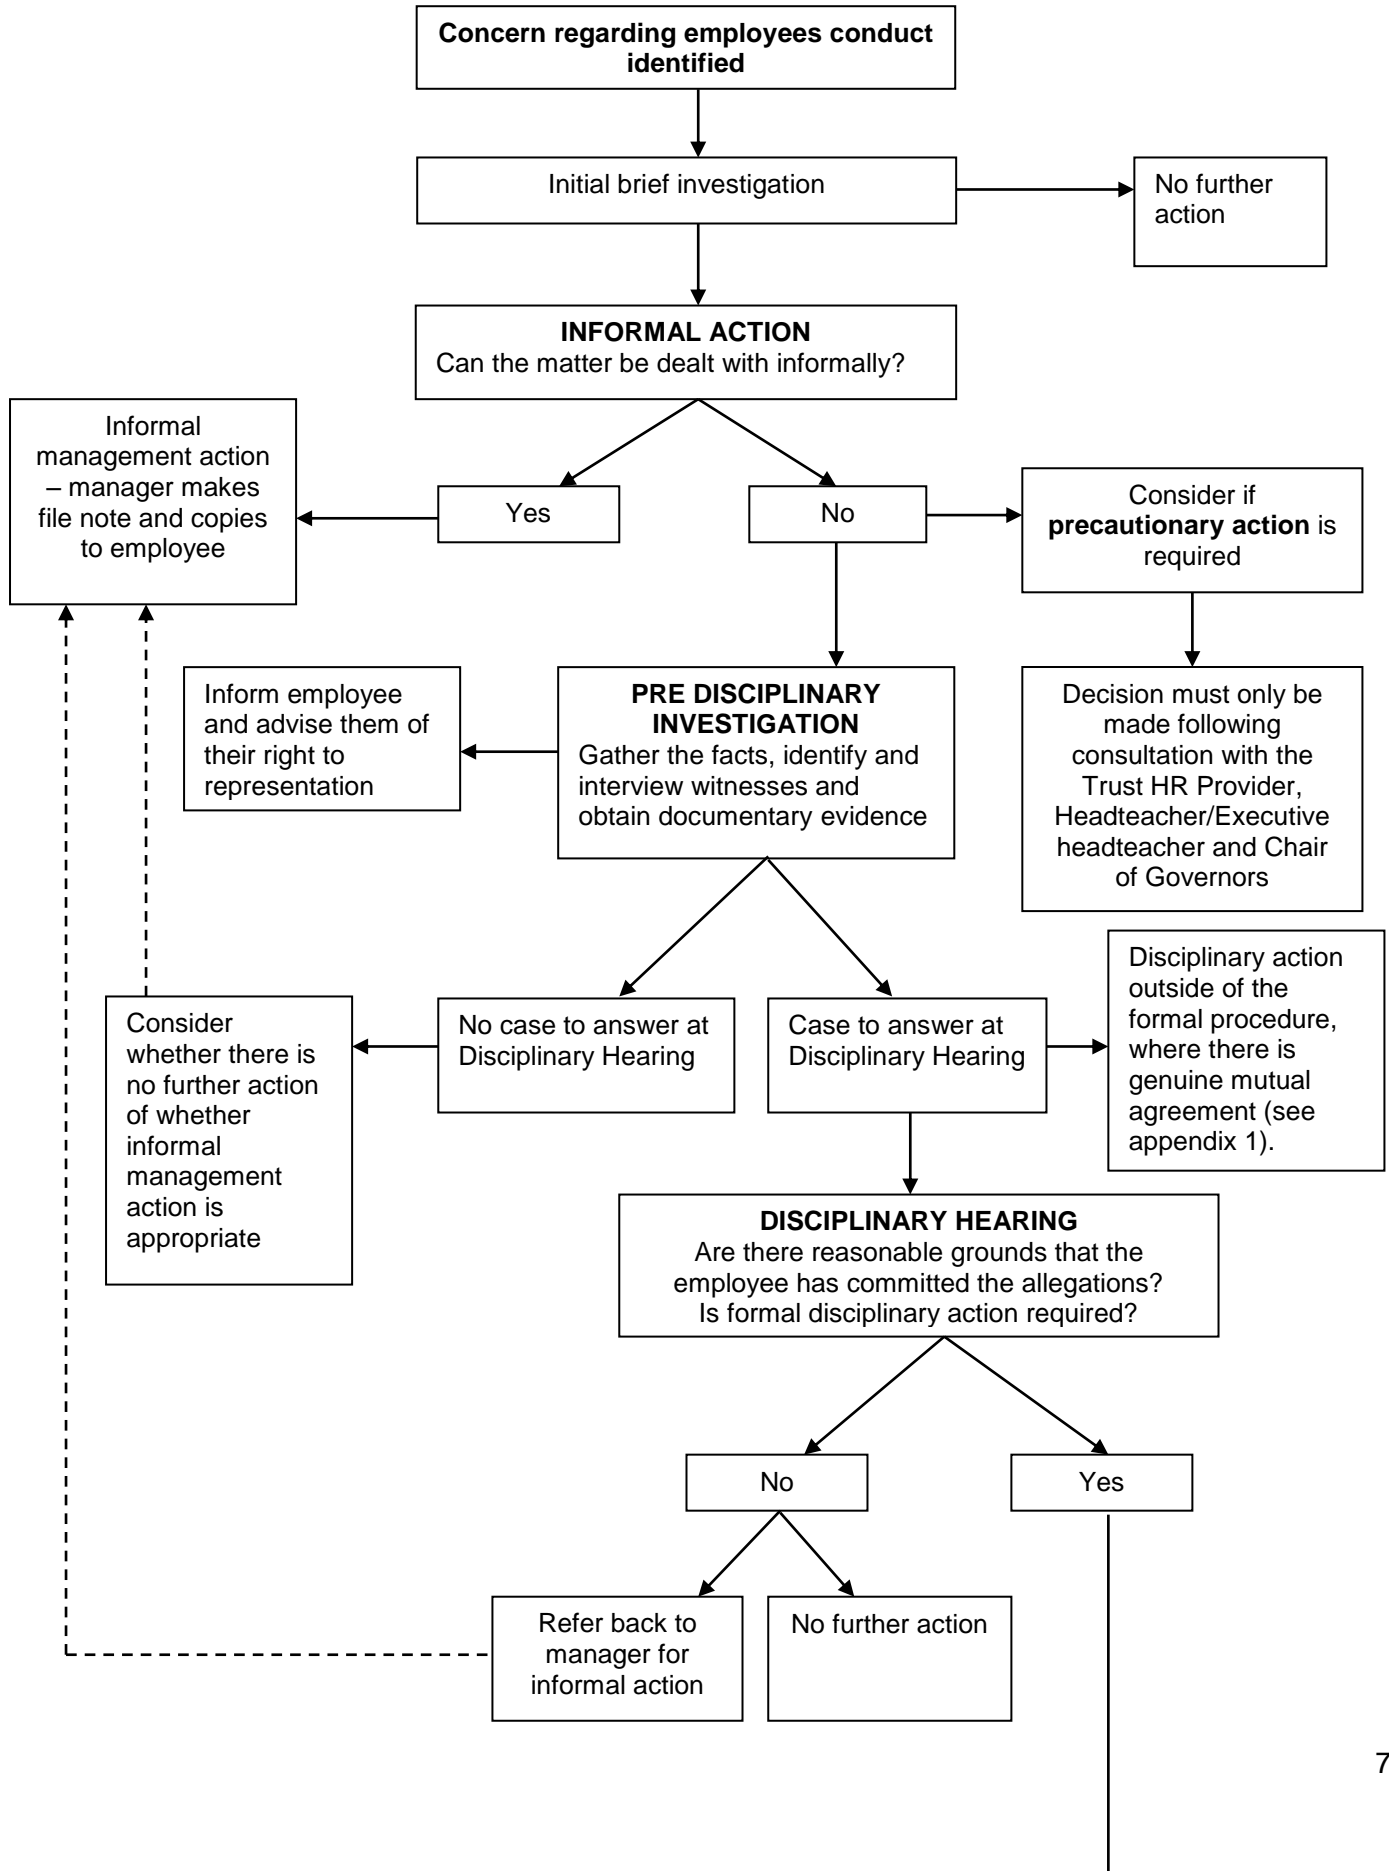 Concern regarding employees conduct
identified
Initial brief investigation
No further
action
INFORMAL ACTION
Can the matter be dealt with informally?
Informal
management action
– manager makes
file note and copies
to employee
Yes
No
Consider if
precautionary action is
required
Inform employee
and advise them of
their right to
representation
PRE DISCIPLINARY
INVESTIGATION
Gather the facts, identify and
interview witnesses and
obtain documentary evidence
Decision must only be
made following
consultation with the
Trust HR Provider,
Headteacher/Executive
headteacher and Chair
of Governors
Consider
whether there is
no further action
of whether
informal
management
action is
appropriate
No case to answer at
Disciplinary Hearing
Case to answer at
Disciplinary Hearing
Disciplinary action
outside of the
formal procedure,
where there is
genuine mutual
agreement (see
appendix 1).
DISCIPLINARY HEARING
Are there reasonable grounds that the
employee has committed the allegations?
Is formal disciplinary action required?
No
Yes
Refer back to
manager for
informal action
No further action
7